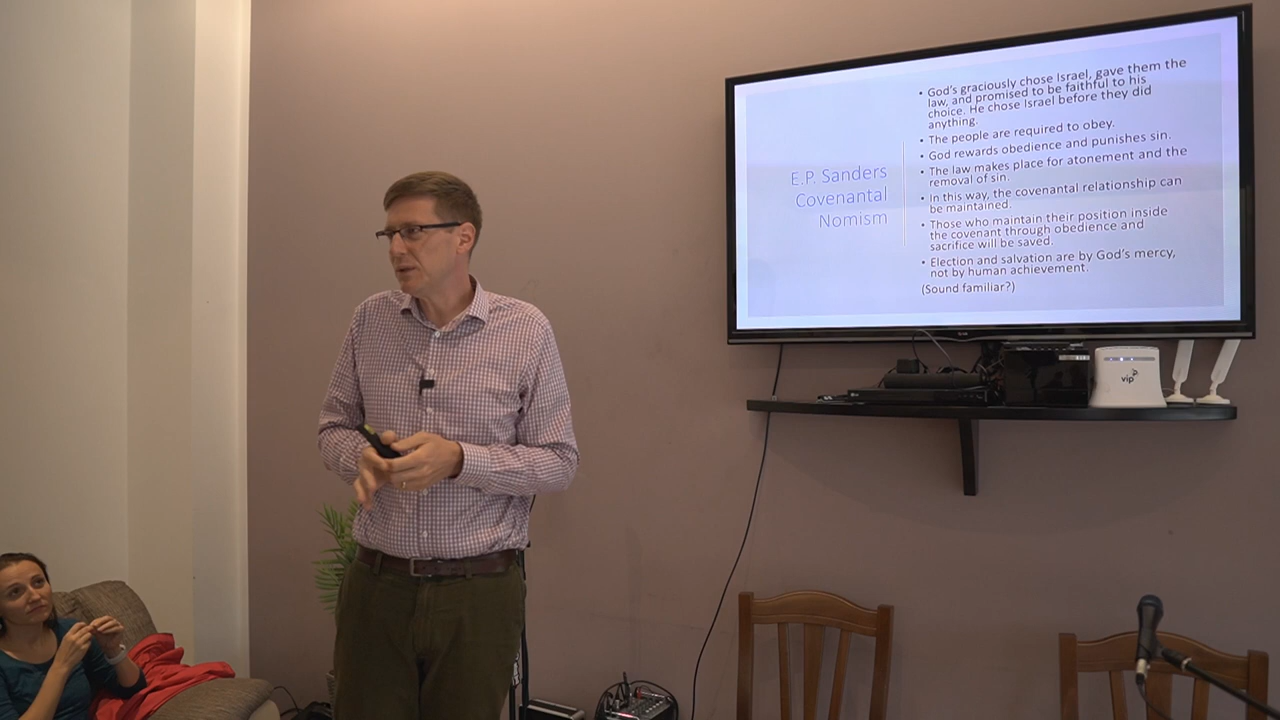 E.P. Sanders
Covenantal
Nomism
• God's graciously chose Israel, gave them the
law, and promised to be faithful to his
choice. He chose Israel before they did
anything.
• The people are required to obey.
• God rewards obedience and punishes sin.
• The law makes place for atonement and the
removal of sin.
• In this way, the covenantal relationship can
be maintained.
• Those who maintain their position inside
the covenant through obedience and
sacrifice will be saved.
• Election and salvation are by God's mercy,
not by human achievement.
(Sound familiar?)
vip